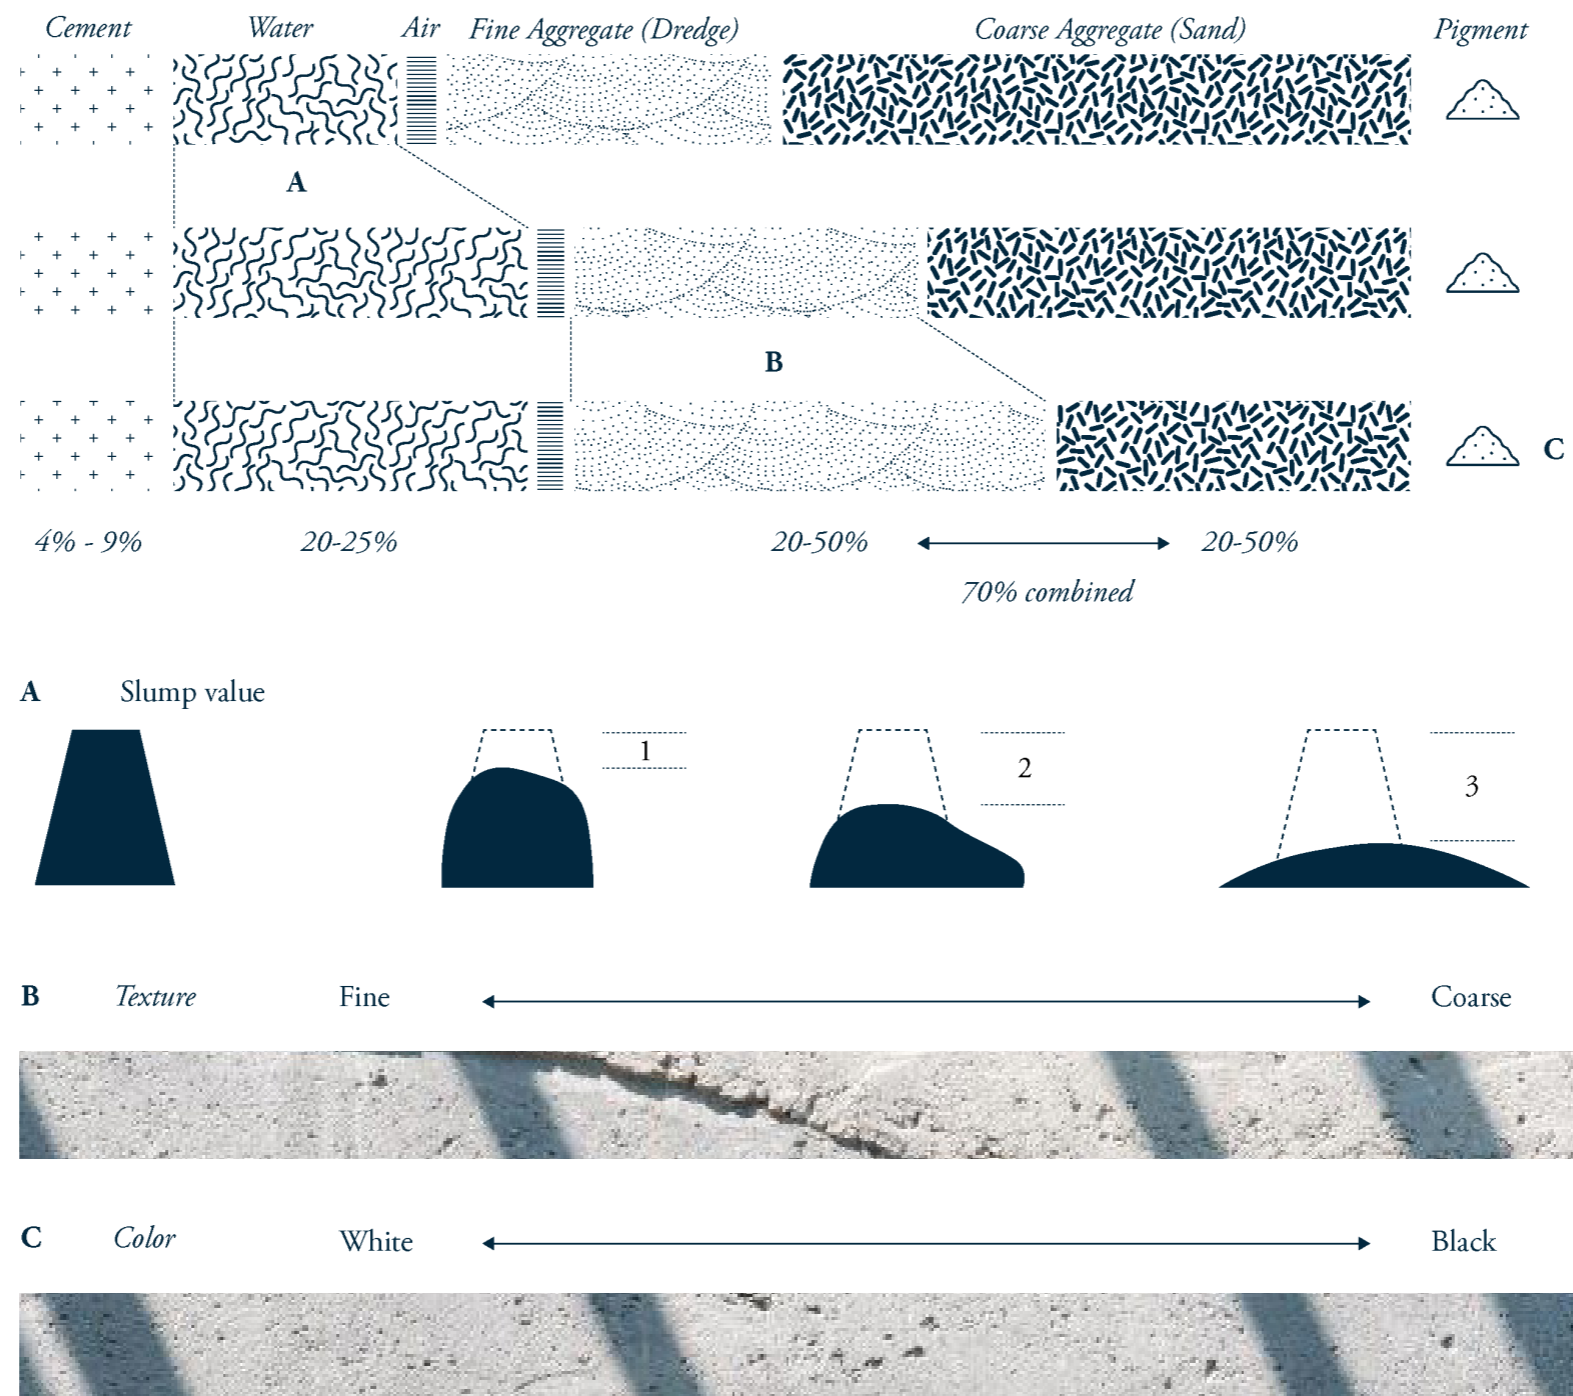 Cement Water Air Fine Aggregate (Dredge) Coarse Aggregate (Sand) Pigment
A
B
C
4% - 9% 20-25% 20-50% 20-50%
70% combined
A Slump value
1 2 3
B Texture Fine Coarse
C Color White Black